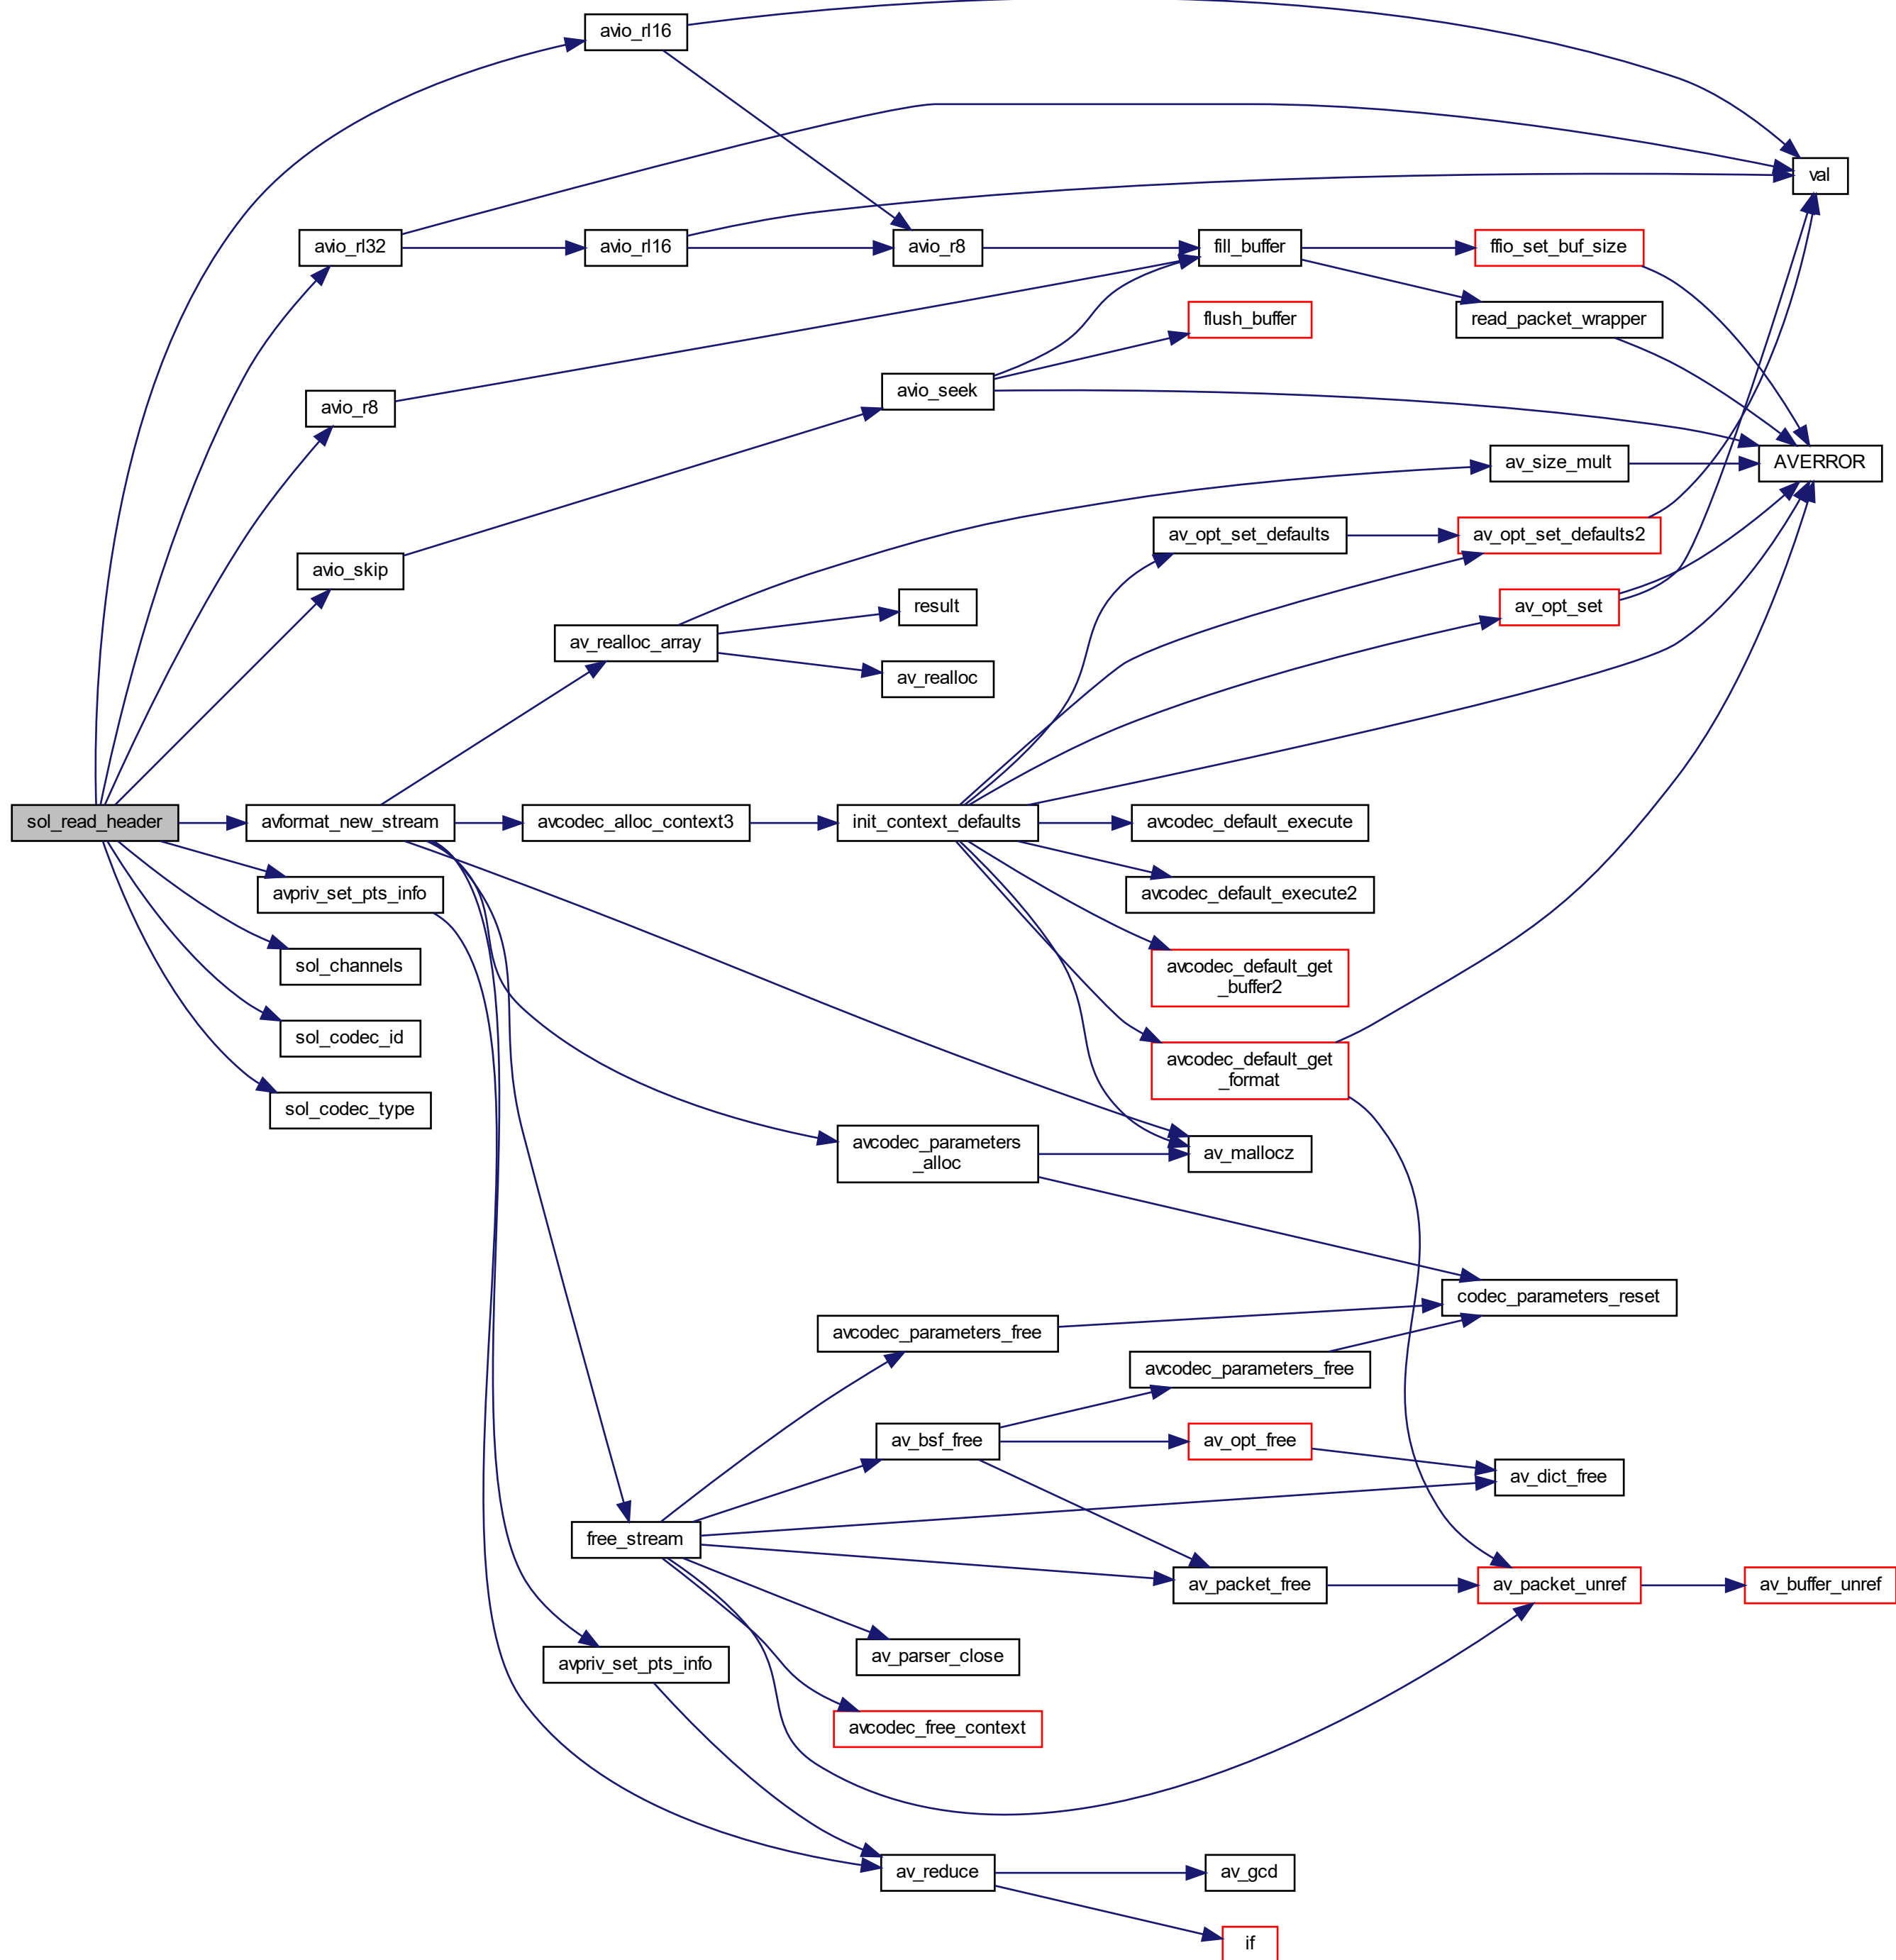 avio_rl16
val
avio_rl32
avio_rl16
avio_r8
fill_buffer
ffio_set_buf_size
flush_buffer
read_packet_wrapper
avio_r8
avio_seek
AVERROR
av_size_mult
avio_skip
av_opt_set_defaults
av_opt_set_defaults2
result
av_opt_set
av_realloc_array
av_realloc
sol_read_header
avformat_new_stream
avcodec_alloc_context3
init_context_defaults
avcodec_default_execute
avpriv_set_pts_info
avcodec_default_execute2
sol_channels
avcodec_default_get
_buffer2
sol_codec_id
avcodec_default_get
_format
sol_codec_type
avcodec_parameters
_alloc
av_mallocz
codec_parameters_reset
avcodec_parameters_free
avcodec_parameters_free
av_bsf_free
av_opt_free
av_dict_free
free_stream
av_packet_free
av_packet_unref
av_buffer_unref
av_parser_close
avpriv_set_pts_info
avcodec_free_context
av_reduce
av_gcd
if